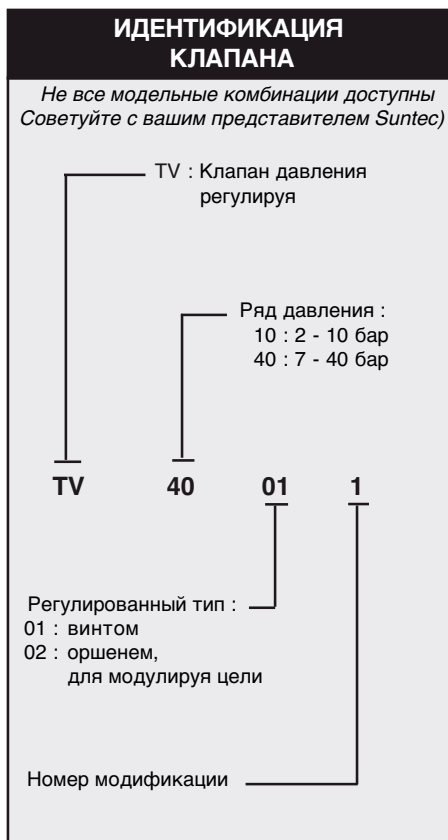 ИДЕНТИФИКАЦИЯ
КЛАПАНА
Не все модельные комбинации доступны
Советуйте с вашим представителем Suntec)
TV : Клапан давления
регулируя
Ряд давления :
10 : 2 - 10 бар
40 : 7 - 40 бар
TV 40 01 1
Регулированный тип :
01 : винтом
02 : оршенем,
для модулируя цели
Номер модификации